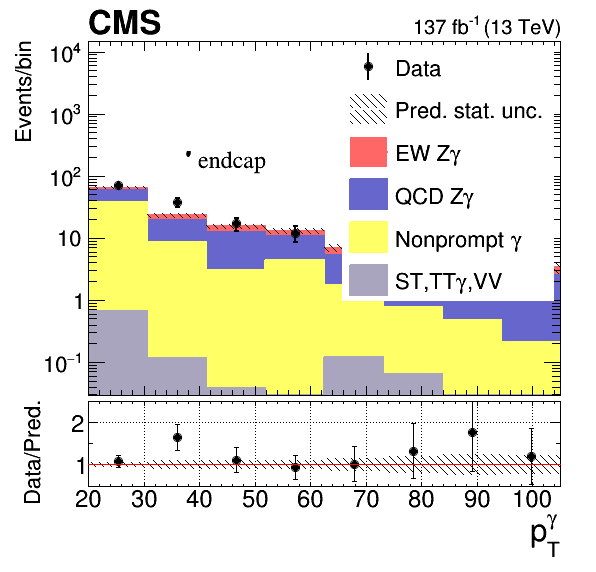 CMS
137 fb⁻¹ (13 TeV)
Events/bin
10⁴
10³
10²
10
1
10⁻¹
Data
Pred. stat. unc.
EW Zγ
QCD Zγ
Nonprompt γ
ST,TTγ,VV
' endcap
Data/Pred.
2
1
20 30 40 50 60 70 80 90 100
p_T^γ